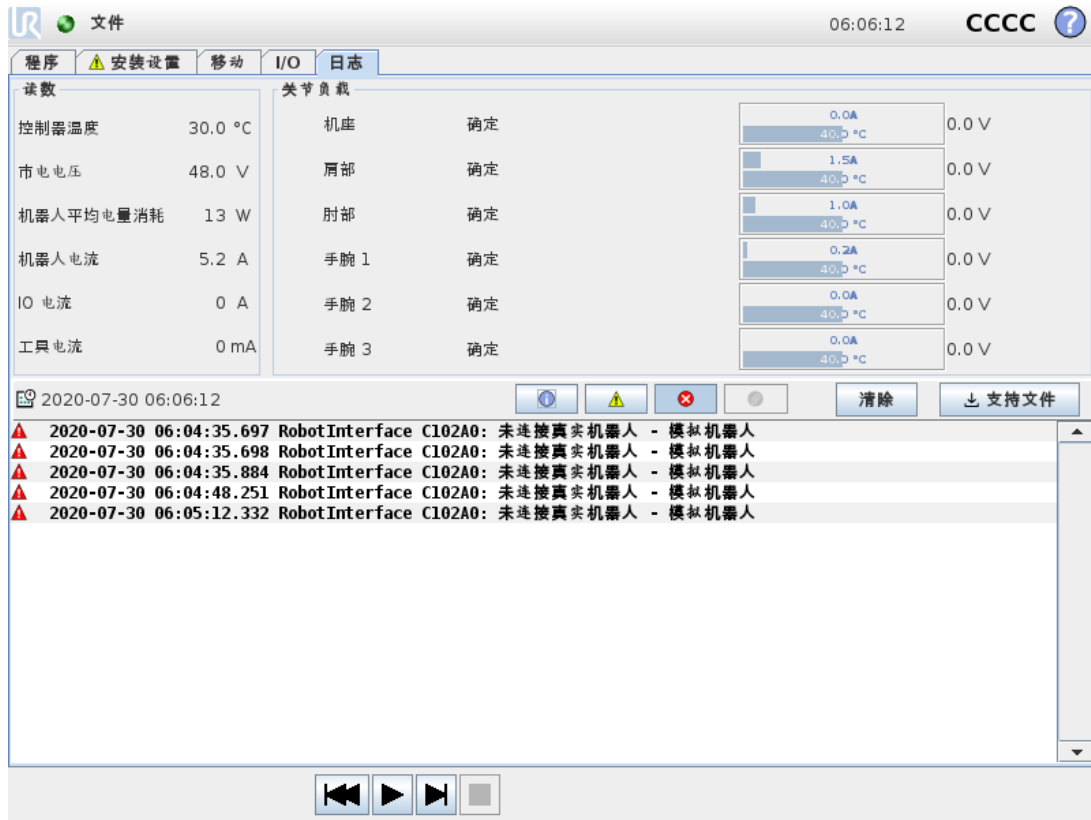 UR 文件 06:06:12 CCCC ?
程序 安装设置 移动 I/O 日志
读数 关节负载
控制器温度 30.0 °C 机座 确定 0.0A 40.0 °C 0.0 V
市电电压 48.0 V 肩部 确定 1.5A 40.0 °C 0.0 V
机器人平均电量消耗 13 W 肘部 确定 1.0A 40.0 °C 0.0 V
机器人电流 5.2 A 手腕 1 确定 0.2A 40.0 °C 0.0 V
IO 电流 0 A 手腕 2 确定 0.0A 40.0 °C 0.0 V
工具电流 0 mA 手腕 3 确定 0.0A 40.0 °C 0.0 V
2020-07-30 06:06:12 清除 支持文件
2020-07-30 06:04:35.697 RobotInterface C102A0: 未连接真实机器人 - 模拟机器人
2020-07-30 06:04:35.698 RobotInterface C102A0: 未连接真实机器人 - 模拟机器人
2020-07-30 06:04:35.884 RobotInterface C102A0: 未连接真实机器人 - 模拟机器人
2020-07-30 06:04:48.251 RobotInterface C102A0: 未连接真实机器人 - 模拟机器人
2020-07-30 06:05:12.332 RobotInterface C102A0: 未连接真实机器人 - 模拟机器人